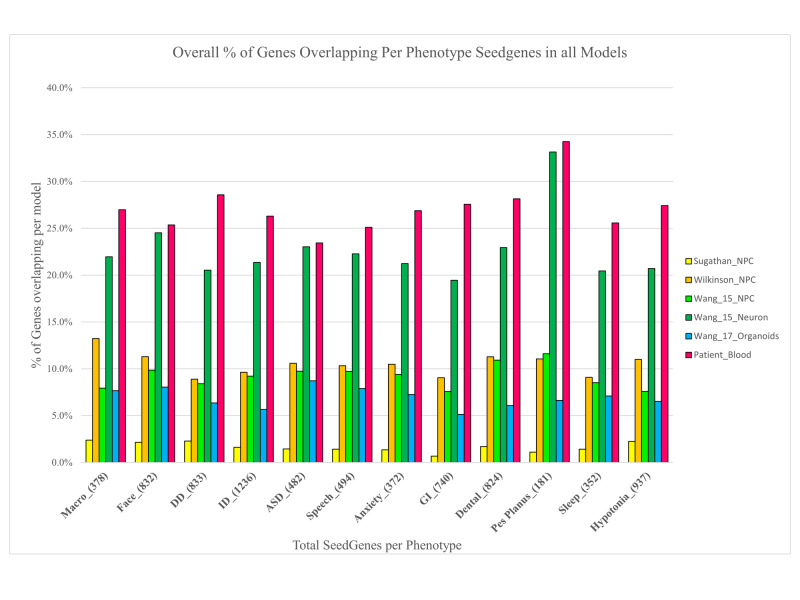 Overall % of Genes Overlapping Per Phenotype Seedgenes in all Models
% of Genes overlapping per model
40.0%
35.0%
30.0%
25.0%
20.0%
15.0%
10.0%
5.0%
0.0%
Macro_(378)
Face_(832)
DD_(833)
ID_(1236)
ASD_(482)
Speech_(494)
Anxiety_(372)
GI_(740)
Dental_(824)
Pes Planus_(181)
Sleep_(352)
Hypotonia_(937)
Total SeedGenes per Phenotype
Sugathan_NPC
Wilkinson_NPC
Wang_15_NPC
Wang_15_Neuron
Wang_17_Organoids
Patient_Blood